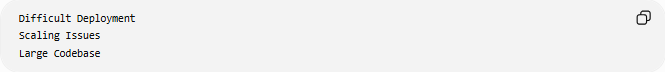 Difficult Deployment
Scaling Issues
Large Codebase